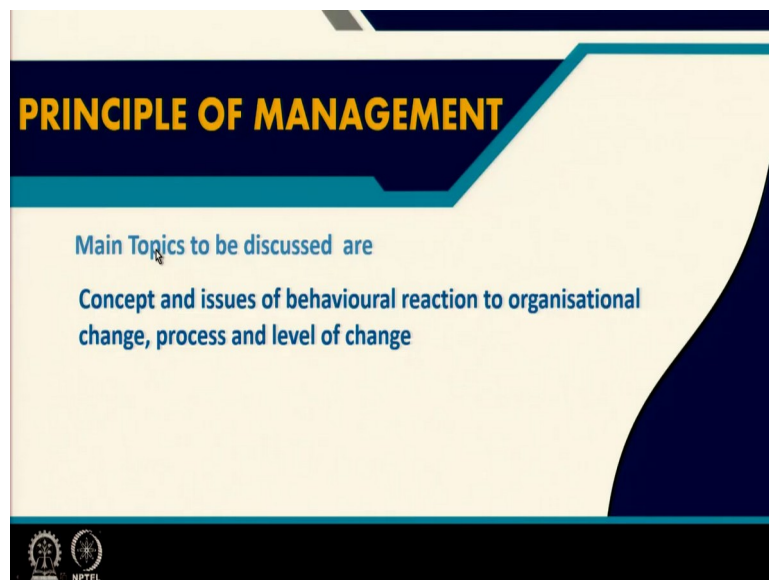 PRINCIPLE OF MANAGEMENT
Main Topics to be discussed are
Concept and issues of behavioural reaction to organisational
change, process and level of change
NPTEL